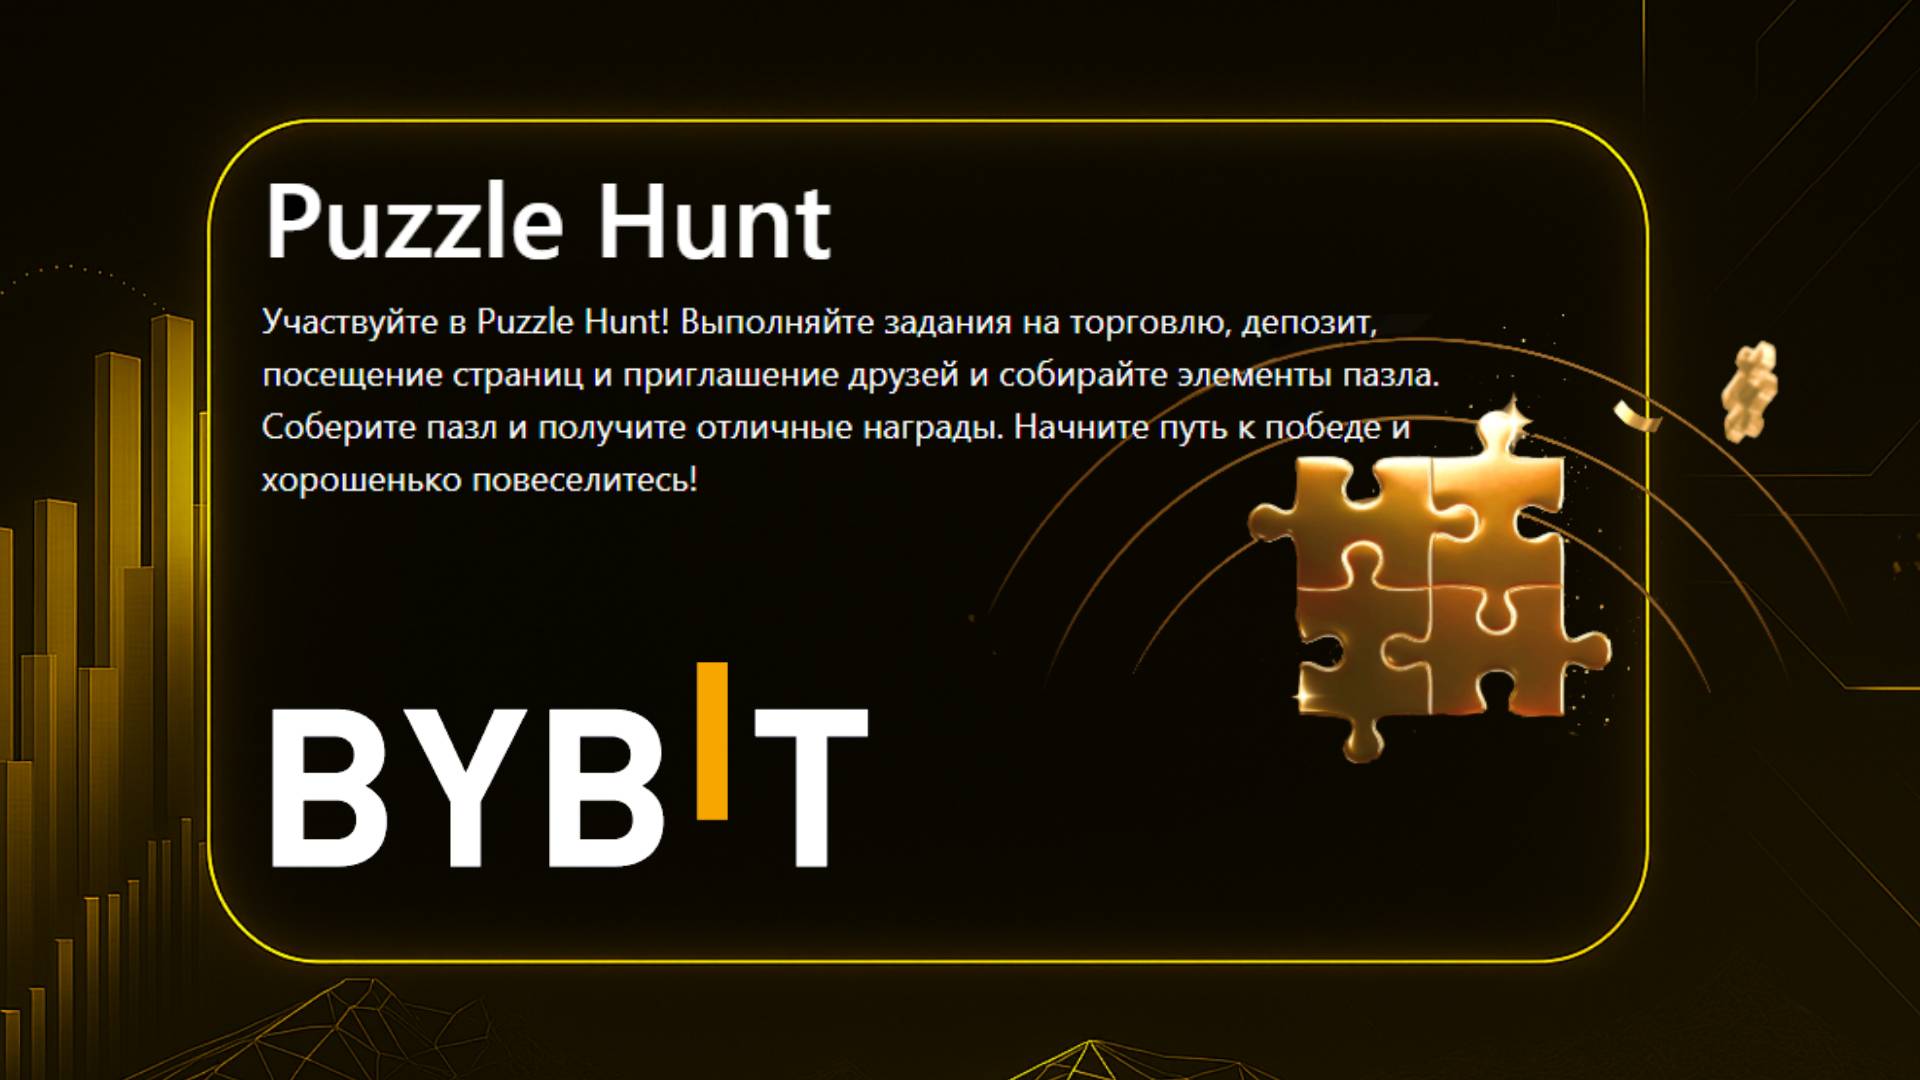 Puzzle Hunt
Участвуйте в Puzzle Hunt! Выполняйте задания на торговлю, депозит,
посещение страниц и приглашение друзей и собирайте элементы пазла.
Соберите пазл и получите отличные награды. Начните путь к победе и
хорошенько повеселитесь!
BYBIT